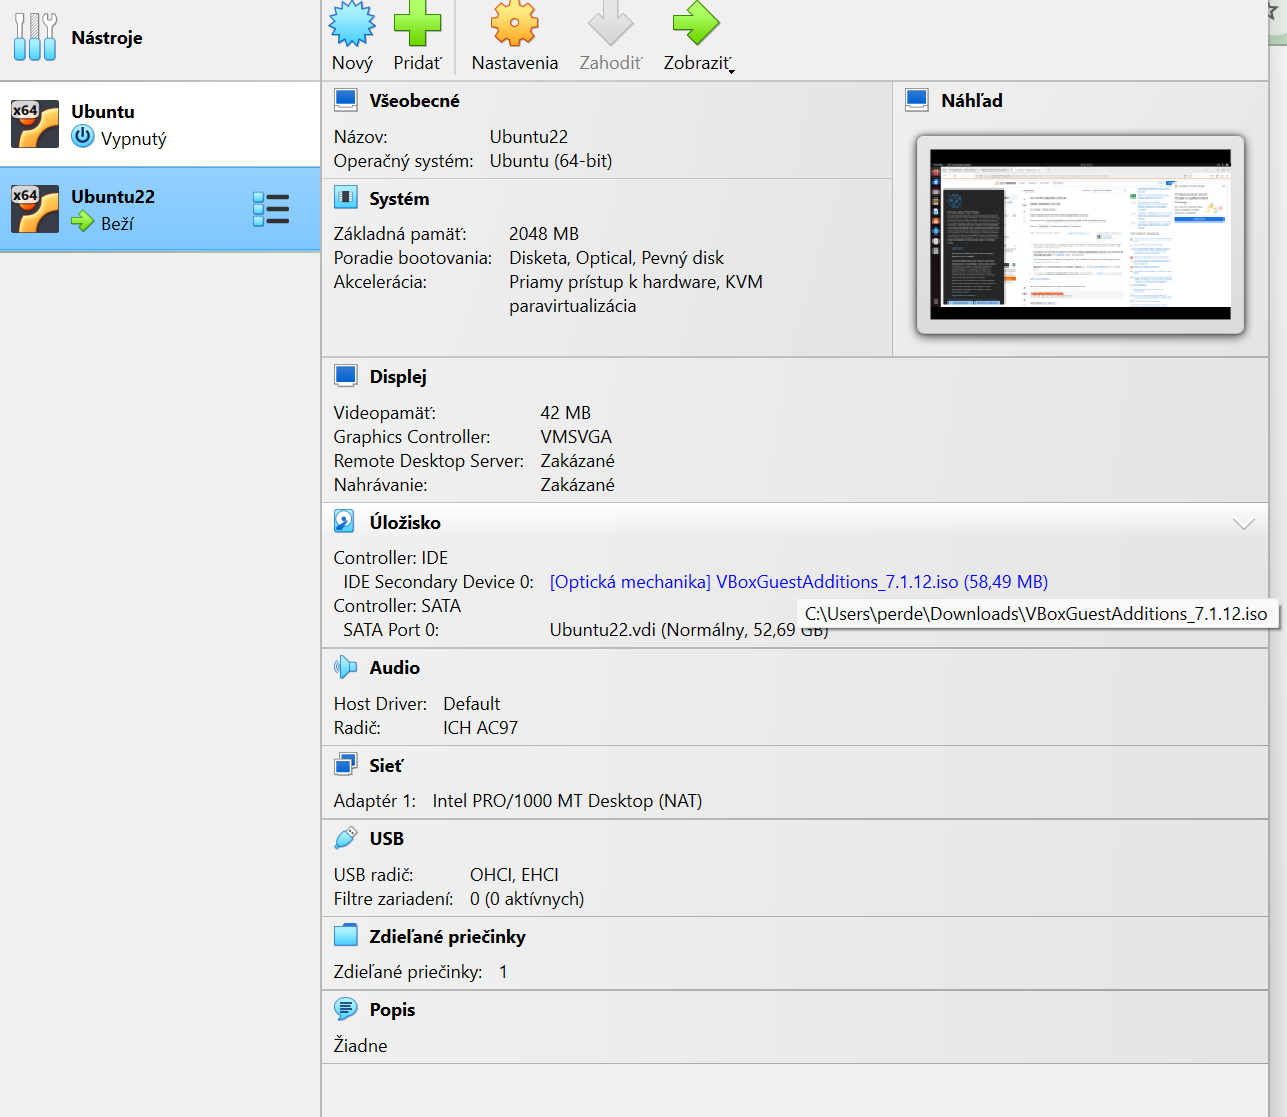 Nástroje
Nový Pridať Nastavenia Zahodiť Zobraziť
x64
Ubuntu
Vypnutý
x64
Ubuntu22
Beží
Všeobecné
Názov: Ubuntu22
Operačný systém: Ubuntu (64-bit)
Náhľad
Systém
Základná pamäť: 2048 MB
Poradie bootovania: Disketa, Optical, Pevný disk
Akcelerácia: Priamy prístup k hardware, KVM
paravirtualizácia
Displej
Videopamäť: 42 MB
Graphics Controller: VMSVGA
Remote Desktop Server: Zakázané
Nahrávanie: Zakázané
Úložisko
Controller: IDE
IDE Secondary Device 0: [Optická mechanika] VBoxGuestAdditions_7.1.12.iso (58,49 MB)
Controller: SATA
C:\Users\perde\Downloads\VBoxGuestAdditions_7.1.12.iso
SATA Port 0: Ubuntu22.vdi (Normálny, 52,69 GB)
Audio
Host Driver: Default
Radič: ICH AC97
Sieť
Adaptér 1: Intel PRO/1000 MT Desktop (NAT)
USB
USB radič: OHCI, EHCI
Filtre zariadení: 0 (0 aktívnych)
Zdieľané priečinky
Zdieľané priečinky: 1
Popis
Žiadne